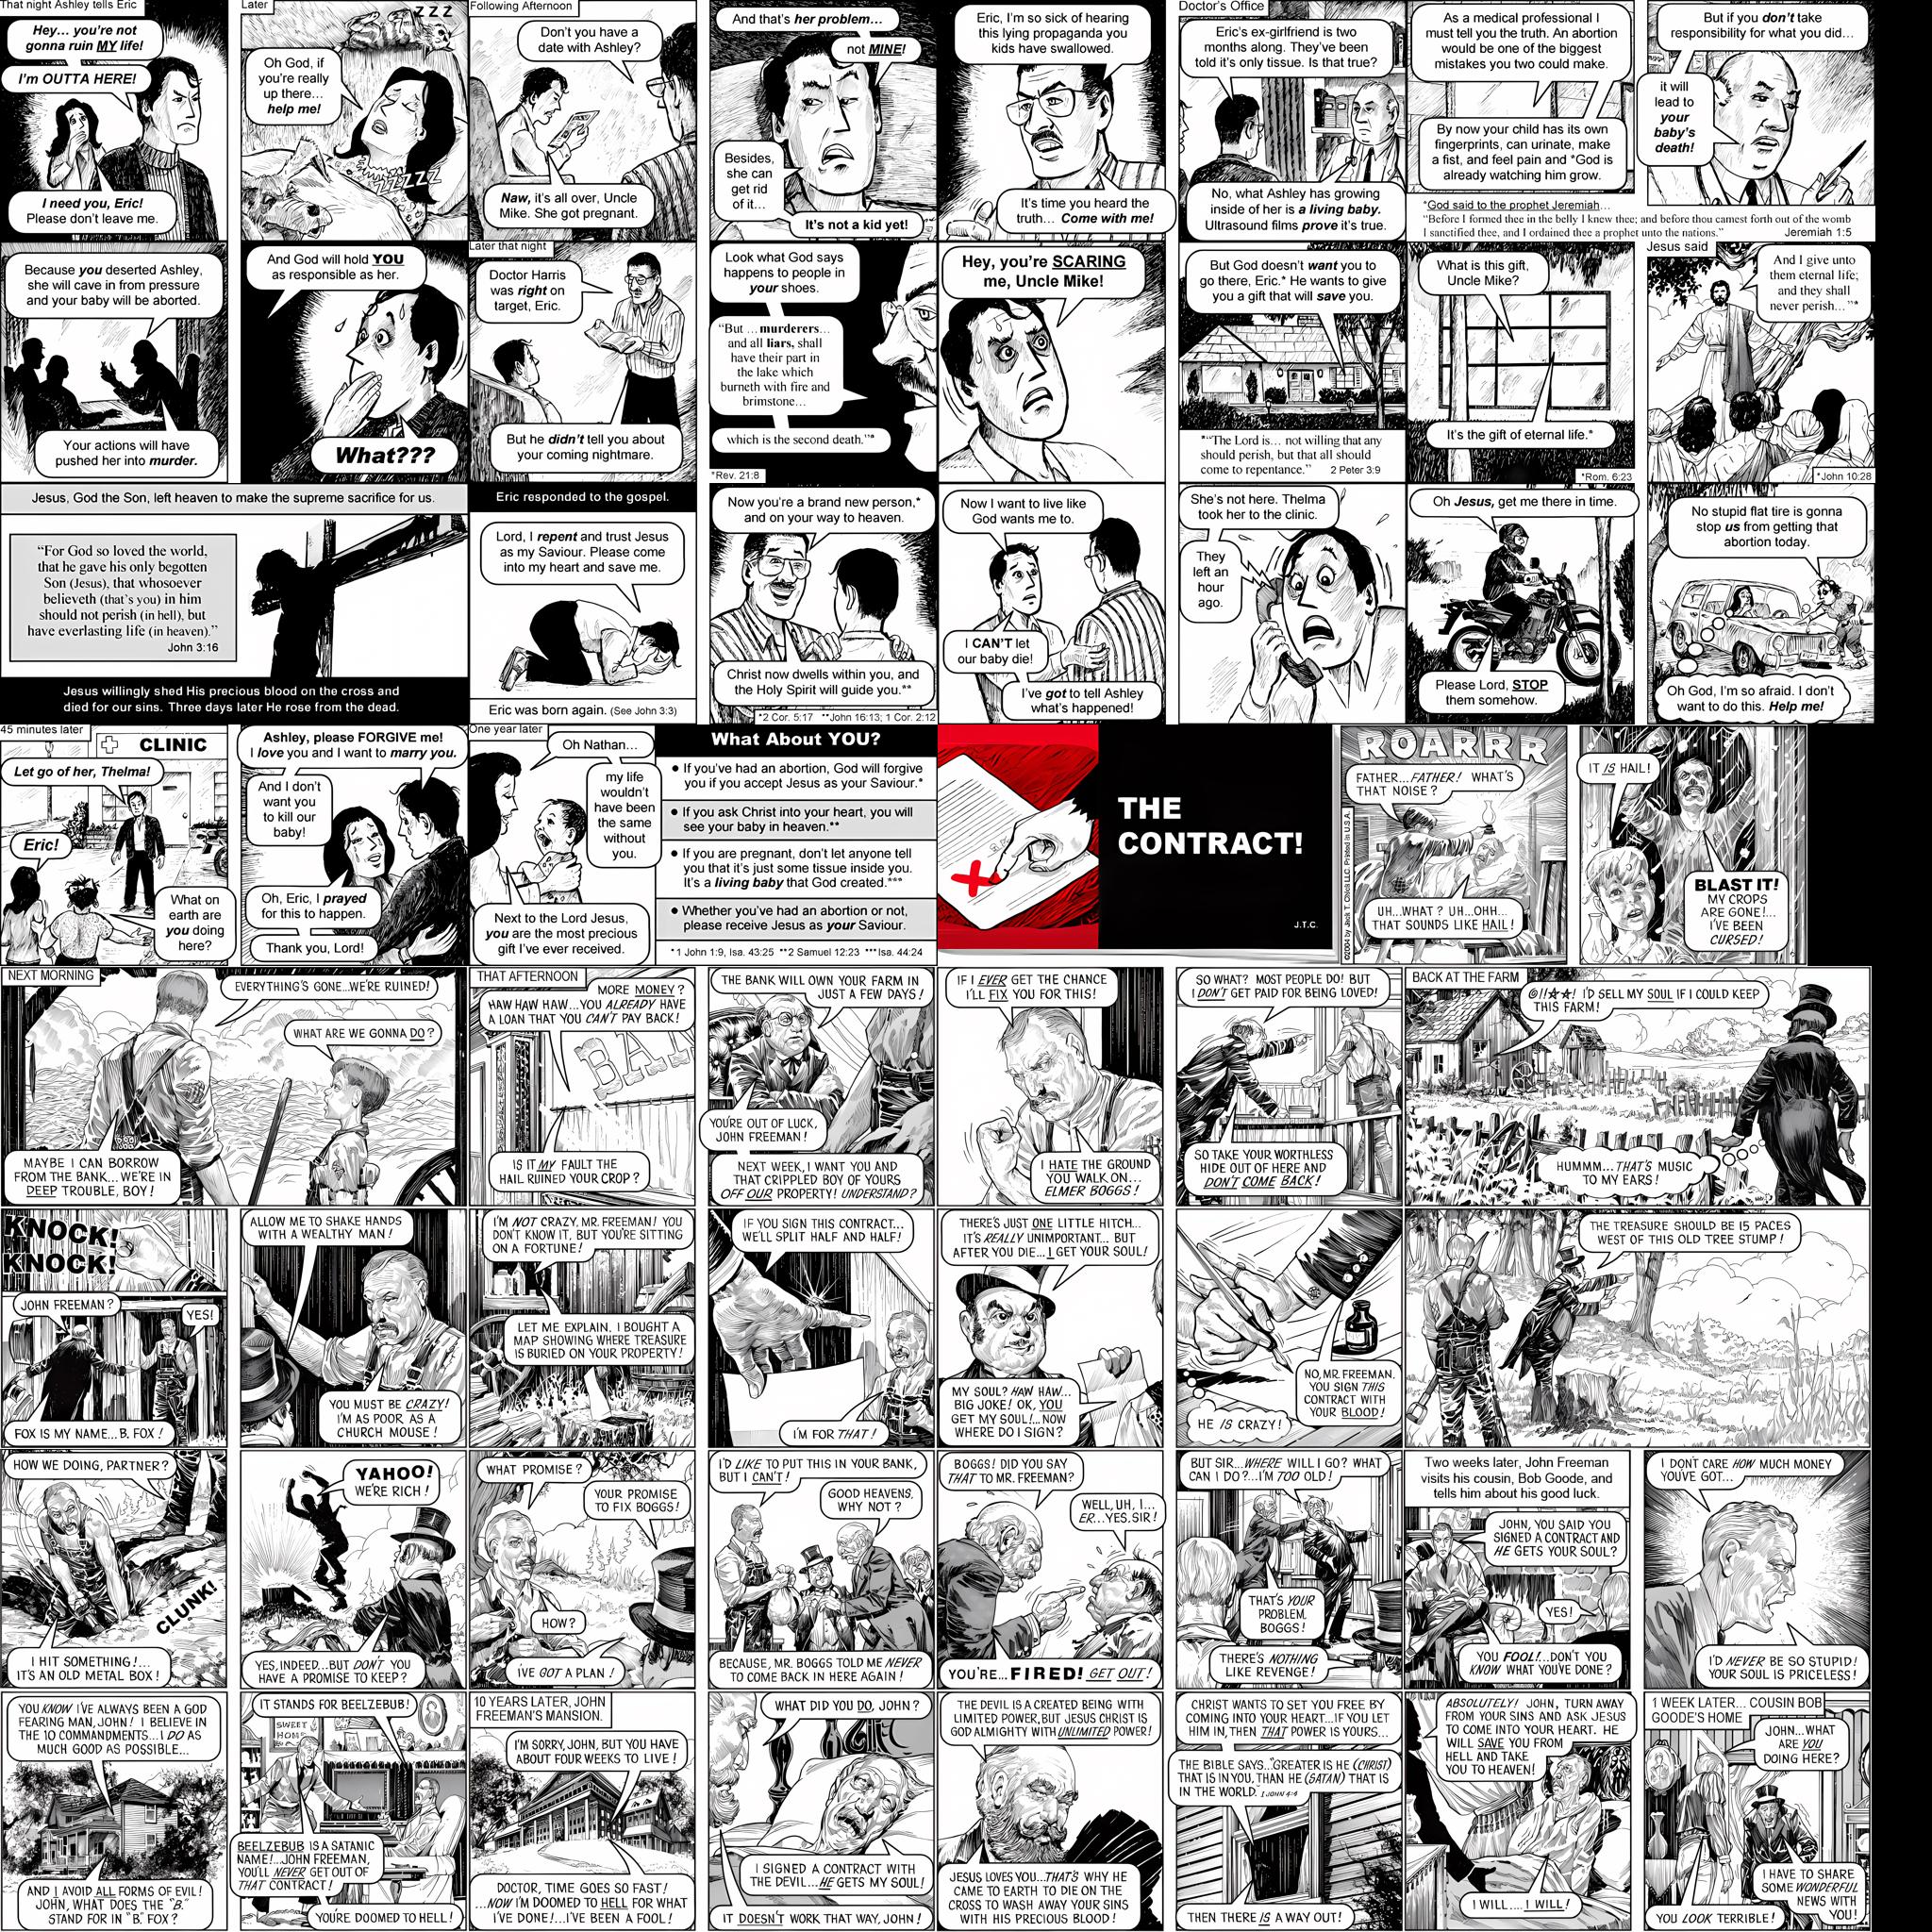 That night Ashley tells Eric
Hey... you're not
gonna ruin MY life!
I'm OUTTA HERE!
I need you, Eric!
Please don't leave me.
Later
Z Z Z
Oh God, if
you're really
up there...
help me!
ZZZZZ
Following Afternoon
Don't you have a
date with Ashley?
Naw, it's all over, Uncle
Mike. She got pregnant.
And that's her problem...
not MINE!
Besides,
she can
get rid
of it...
It's not a kid yet!
Eric, I'm so sick of hearing
this lying propaganda you
kids have swallowed.
It's time you heard the
truth... Come with me!
Doctor's Office
Eric's ex-girlfriend is two
months along. They've been
told it's only tissue. Is that true?
No, what Ashley has growing
inside of her is a living baby.
Ultrasound films prove it's true.
As a medical professional I
must tell you the truth. An abortion
would be one of the biggest
mistakes you two could make.
By now your child has its own
fingerprints, can urinate, make
a fist, and feel pain and *God is
already watching him grow.
But if you don't take
responsibility for what you did...
it will
lead to
your
baby's
death!
*God said to the prophet Jeremiah...
"Before I formed thee in the belly I knew thee; and before thou camest forth out of the womb
I sanctified thee, and I ordained thee a prophet unto the nations." Jeremiah 1:5
Because you deserted Ashley,
she will cave in from pressure
and your baby will be aborted.
Your actions will have
pushed her into murder.
And God will hold YOU
as responsible as her.
What???
Later that night
Doctor Harris
was right on
target, Eric.
But he didn't tell you about
your coming nightmare.
Look what God says
happens to people in
your shoes.
"But ... murderers...
and all liars, shall
have their part in
the lake which
burneth with fire and
brimstone...
which is the second death."*
*Rev. 21:8
Hey, you're SCARING
me, Uncle Mike!
But God doesn't want you to
go there, Eric.* He wants to give
you a gift that will save you.
*"The Lord is... not willing that any
should perish, but that all should
come to repentance." 2 Peter 3:9
What is this gift,
Uncle Mike?
It's the gift of eternal life.*
*Rom. 6:23
Jesus said
And I give unto
them eternal life;
and they shall
never perish..."*
*John 10:28
Jesus, God the Son, left heaven to make the supreme sacrifice for us.
"For God so loved the world,
that he gave his only begotten
Son (Jesus), that whosoever
believeth (that's you) in him
should not perish (in hell), but
have everlasting life (in heaven)."
John 3:16
Jesus willingly shed His precious blood on the cross and
died for our sins. Three days later He rose from the dead.
Eric responded to the gospel.
Lord, I repent and trust Jesus
as my Saviour. Please come
into my heart and save me.
Eric was born again. (See John 3:3)
Now you're a brand new person,*
and on your way to heaven.
Christ now dwells within you, and
the Holy Spirit will guide you.**
*2 Cor. 5:17 **John 16:13; 1 Cor. 2:12
Now I want to live like
God wants me to.
I CAN'T let
our baby die!
I've got to tell Ashley
what's happened!
She's not here. Thelma
took her to the clinic.
They
left an
hour
ago.
Oh Jesus, get me there in time.
Please Lord, STOP
them somehow.
No stupid flat tire is gonna
stop us from getting that
abortion today.
Oh God, I'm so afraid. I don't
want to do this. Help me!
45 minutes later
CLINIC
Let go of her, Thelma!
Eric!
What on
earth are
you doing
here?
Ashley, please FORGIVE me!
I love you and I want to marry you.
And I don't
want you
to kill our
baby!
Oh, Eric, I prayed
for this to happen.
Thank you, Lord!
One year later
Oh Nathan...
my life
wouldn't
have been
the same
without
you.
Next to the Lord Jesus,
you are the most precious
gift I've ever received.
What About YOU?
● If you've had an abortion, God will forgive
you if you accept Jesus as your Saviour.*
● If you ask Christ into your heart, you will
see your baby in heaven.**
● If you are pregnant, don't let anyone tell
you that it's just some tissue inside you.
It's a living baby that God created.***
● Whether you've had an abortion or not,
please receive Jesus as your Saviour.
*1 John 1:9, Isa. 43:25 **2 Samuel 12:23 ***Isa. 44:24
THE
CONTRACT!
J.T.C.
©2004 by Jack T. Chick LLC. Printed in U.S.A.
ROARRR
FATHER...FATHER! WHAT'S
THAT NOISE?
UH...WHAT? UH...OHH...
THAT SOUNDS LIKE HAIL!
IT IS HAIL!
BLAST IT!
MY CROPS
ARE GONE!...
I'VE BEEN
CURSED!
NEXT MORNING
EVERYTHING'S GONE...WE'RE RUINED!
WHAT ARE WE GONNA DO?
MAYBE I CAN BORROW
FROM THE BANK...WE'RE IN
DEEP TROUBLE, BOY!
THAT AFTERNOON
MORE MONEY?
HAW HAW HAW...YOU ALREADY HAVE
A LOAN THAT YOU CAN'T PAY BACK!
BAN
IS IT MY FAULT THE
HAIL RUINED YOUR CROP?
THE BANK WILL OWN YOUR FARM IN
JUST A FEW DAYS!
YOU'RE OUT OF LUCK,
JOHN FREEMAN!
NEXT WEEK, I WANT YOU AND
THAT CRIPPLED BOY OF YOURS
OFF OUR PROPERTY! UNDERSTAND?
IF I EVER GET THE CHANCE
I'LL FIX YOU FOR THIS!
I HATE THE GROUND
YOU WALK ON...
ELMER BOGGS!
SO WHAT? MOST PEOPLE DO! BUT
I DON'T GET PAID FOR BEING LOVED!
SO TAKE YOUR WORTHLESS
HIDE OUT OF HERE AND
DON'T COME BACK!
BACK AT THE FARM
@!!☆☆! I'D SELL MY SOUL IF I COULD KEEP
THIS FARM!
HUMMM...THAT'S MUSIC
TO MY EARS!
KNOCK!
KNOCK!
JOHN FREEMAN?
YES!
FOX IS MY NAME...B. FOX!
ALLOW ME TO SHAKE HANDS
WITH A WEALTHY MAN!
YOU MUST BE CRAZY!
I'M AS POOR AS A
CHURCH MOUSE!
I'M NOT CRAZY, MR. FREEMAN! YOU
DON'T KNOW IT, BUT YOU'RE SITTING
ON A FORTUNE!
LET ME EXPLAIN. I BOUGHT A
MAP SHOWING WHERE TREASURE
IS BURIED ON YOUR PROPERTY!
IF YOU SIGN THIS CONTRACT...
WE'LL SPLIT HALF AND HALF!
I'M FOR THAT!
THERE'S JUST ONE LITTLE HITCH...
IT'S REALLY UNIMPORTANT... BUT
AFTER YOU DIE...I GET YOUR SOUL!
MY SOUL? HAW HAW...
BIG JOKE! OK, YOU
GET MY SOUL!...NOW
WHERE DO I SIGN?
NO, MR. FREEMAN.
YOU SIGN THIS
CONTRACT WITH
YOUR BLOOD!
HE IS CRAZY!
THE TREASURE SHOULD BE 15 PACES
WEST OF THIS OLD TREE STUMP!
HOW WE DOING, PARTNER?
CLUNK!
I HIT SOMETHING!...
IT'S AN OLD METAL BOX!
YAHOO!
WE'RE RICH!
YES, INDEED...BUT DON'T YOU
HAVE A PROMISE TO KEEP?
WHAT PROMISE?
YOUR PROMISE
TO FIX BOGGS!
HOW?
I'VE GOT A PLAN!
I'D LIKE TO PUT THIS IN YOUR BANK,
BUT I CAN'T!
GOOD HEAVENS,
WHY NOT?
BECAUSE, MR. BOGGS TOLD ME NEVER
TO COME BACK IN HERE AGAIN!
BOGGS! DID YOU SAY
THAT TO MR. FREEMAN?
WELL, UH, I...
ER...YES, SIR!
YOU'RE...FIRED! GET OUT!
BUT SIR...WHERE WILL I GO? WHAT
CAN I DO?...I'M TOO OLD!
THAT'S YOUR
PROBLEM,
BOGGS!
THERE'S NOTHING
LIKE REVENGE!
Two weeks later, John Freeman
visits his cousin, Bob Goode, and
tells him about his good luck.
JOHN, YOU SAID YOU
SIGNED A CONTRACT AND
HE GETS YOUR SOUL?
YES!
YOU FOOL!...DON'T YOU
KNOW WHAT YOU'VE DONE?
I DON'T CARE HOW MUCH MONEY
YOU'VE GOT...
I'D NEVER BE SO STUPID!
YOUR SOUL IS PRICELESS!
YOU KNOW I'VE ALWAYS BEEN A GOD
FEARING MAN, JOHN! I BELIEVE IN
THE 10 COMMANDMENTS...I DO AS
MUCH GOOD AS POSSIBLE...
AND I AVOID ALL FORMS OF EVIL!
JOHN, WHAT DOES THE "B."
STAND FOR IN "B." FOX?
IT STANDS FOR BEELZEBUB!
SWEET
HOME
BEELZEBUB IS A SATANIC
NAME!...JOHN FREEMAN,
YOU'LL NEVER GET OUT OF
THAT CONTRACT!
YOU'RE DOOMED TO HELL!
10 YEARS LATER, JOHN
FREEMAN'S MANSION.
I'M SORRY, JOHN, BUT YOU HAVE
ABOUT FOUR WEEKS TO LIVE!
DOCTOR, TIME GOES SO FAST!
...NOW I'M DOOMED TO HELL FOR WHAT
I'VE DONE!...I'VE BEEN A FOOL!
WHAT DID YOU DO, JOHN?
I SIGNED A CONTRACT WITH
THE DEVIL...HE GETS MY SOUL!
IT DOESN'T WORK THAT WAY, JOHN!
THE DEVIL IS A CREATED BEING WITH
LIMITED POWER, BUT JESUS CHRIST IS
GOD ALMIGHTY WITH UNLIMITED POWER!
JESUS LOVES YOU...THAT'S WHY HE
CAME TO EARTH TO DIE ON THE
CROSS TO WASH AWAY YOUR SINS
WITH HIS PRECIOUS BLOOD!
CHRIST WANTS TO SET YOU FREE BY
COMING INTO YOUR HEART...IF YOU LET
HIM IN, THEN THAT POWER IS YOURS...
THE BIBLE SAYS..."GREATER IS HE (CHRIST)
THAT IS IN YOU, THAN HE (SATAN) THAT IS
IN THE WORLD." 1 JOHN 4:4
THEN THERE IS A WAY OUT!
ABSOLUTELY! JOHN, TURN AWAY
FROM YOUR SINS AND ASK JESUS
TO COME INTO YOUR HEART. HE
WILL SAVE YOU FROM
HELL AND TAKE
YOU TO HEAVEN!
I WILL....I WILL!
1 WEEK LATER... COUSIN BOB
GOODE'S HOME
JOHN...WHAT
ARE YOU
DOING HERE?
I HAVE TO SHARE
SOME WONDERFUL
NEWS WITH
YOU!
YOU LOOK TERRIBLE!